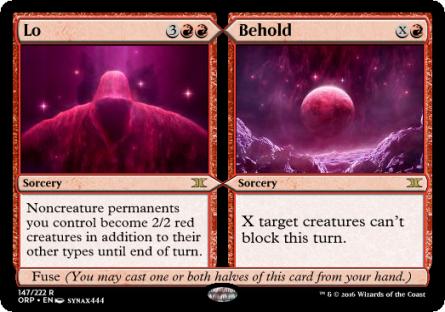 Lo 3
Sorcery
Noncreature permanents
you control become 2/2 red
creatures in addition to their
other types until end of turn.
Behold X
Sorcery
X target creatures can't
block this turn.
Fuse (You may cast one or both halves of this card from your hand.)
147/222 R
ORP • EN SYNAX444
™ & © 2016 Wizards of the Coast